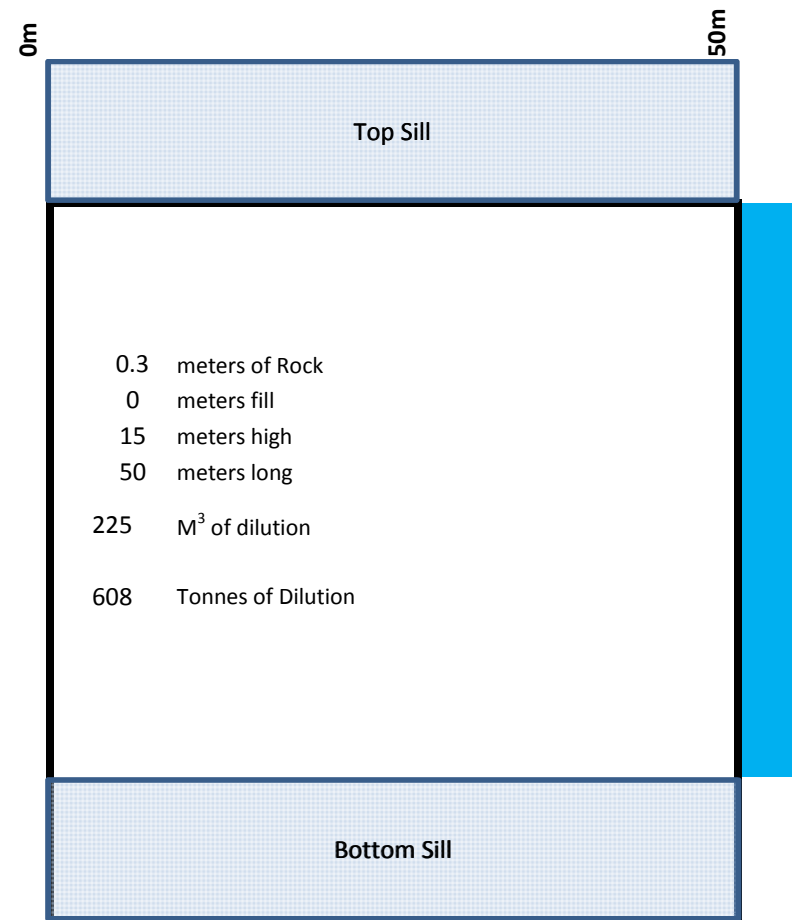 0m
50m
Top Sill
0.3 meters of Rock
0 meters fill
15 meters high
50 meters long
225 M³ of dilution
608 Tonnes of Dilution
Bottom Sill